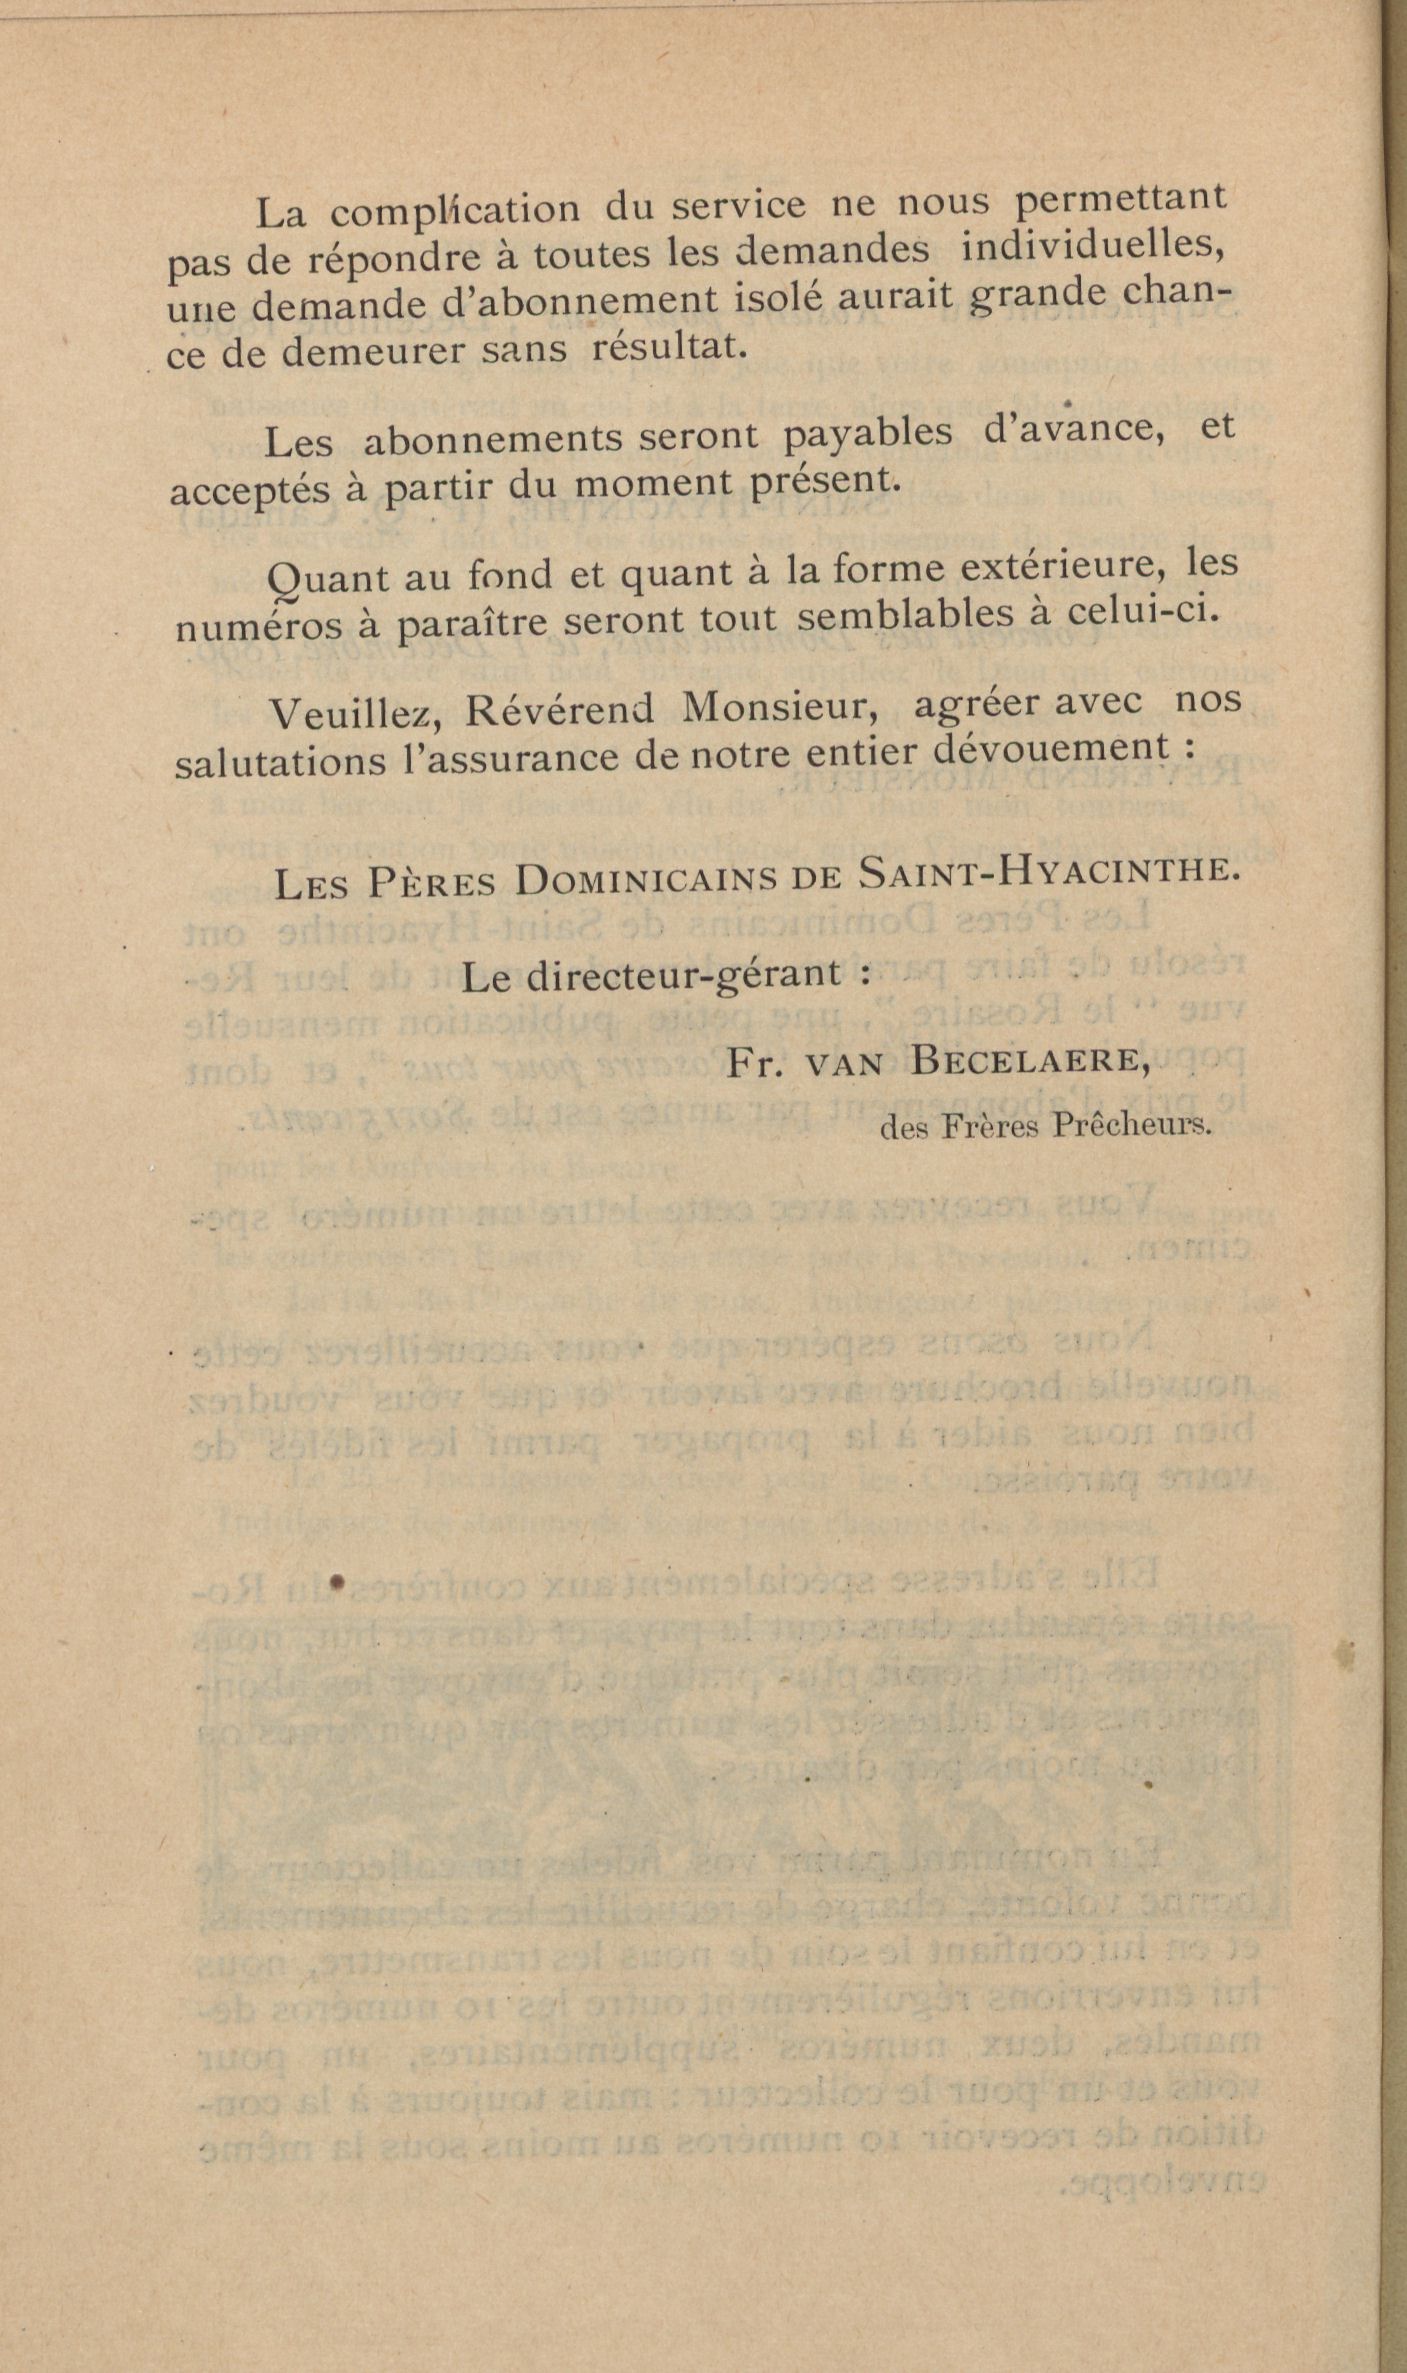 La complication du service ne nous permettant
pas de répondre à toutes les demandes individuelles,
une demande d'abonnement isolé aurait grande chan-
ce de demeurer sans résultat.
Les abonnements seront payables d'avance, et
acceptés à partir du moment présent.
Quant au fond et quant à la forme extérieure, les
numéros à paraître seront tout semblables à celui-ci.
Veuillez, Révérend Monsieur, agréer avec nos
salutations l'assurance de notre entier dévouement :
LES PÈRES DOMINICAINS DE SAINT-HYACINTHE.
Le directeur-gérant :
Fr. VAN BECELAERE,
des Frères Prêcheurs.